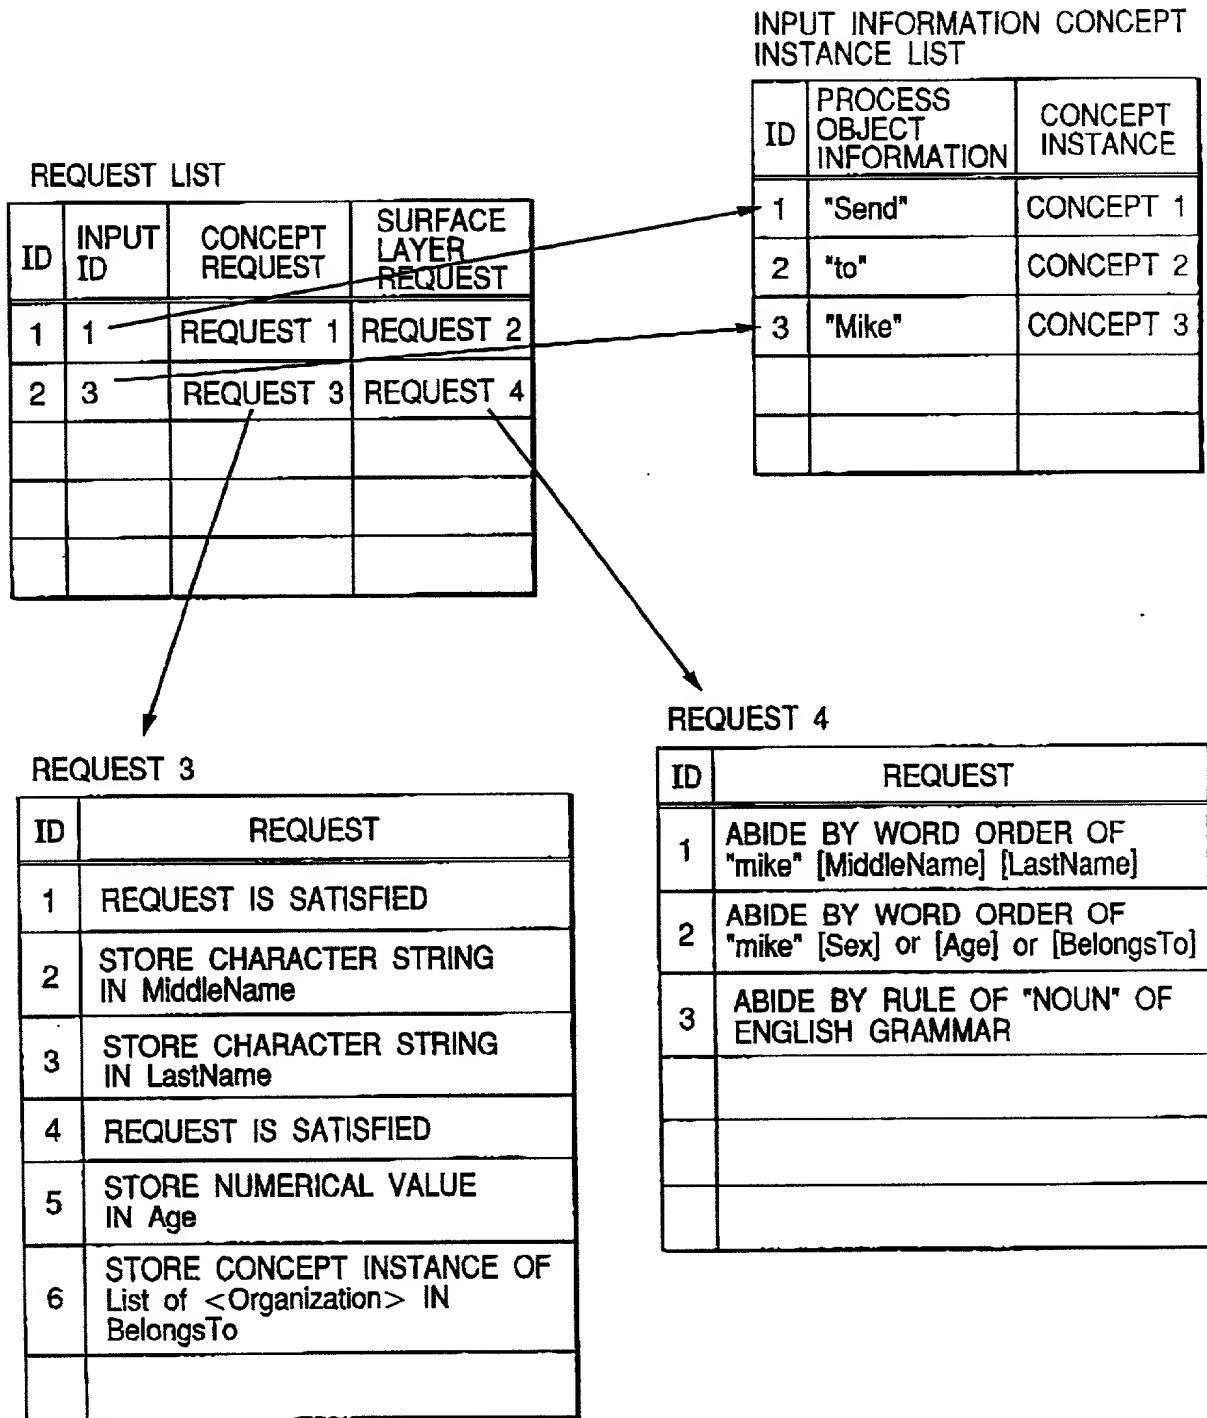 INPUT INFORMATION CONCEPT
INSTANCE LIST
ID
PROCESS
OBJECT
INFORMATION
CONCEPT
INSTANCE
1 "Send" CONCEPT 1
2 "to" CONCEPT 2
3 "Mike" CONCEPT 3
REQUEST LIST
ID
INPUT
ID
CONCEPT
REQUEST
SURFACE
LAYER
REQUEST
1 1 REQUEST 1 REQUEST 2
2 3 REQUEST 3 REQUEST 4
REQUEST 3
ID REQUEST
1 REQUEST IS SATISFIED
2 STORE CHARACTER STRING
IN MiddleName
3 STORE CHARACTER STRING
IN LastName
4 REQUEST IS SATISFIED
5 STORE NUMERICAL VALUE
IN Age
6 STORE CONCEPT INSTANCE OF
List of <Organization> IN
BelongsTo
REQUEST 4
ID REQUEST
1 ABIDE BY WORD ORDER OF
"mike" [MiddleName] [LastName]
2 ABIDE BY WORD ORDER OF
"mike" [Sex] or [Age] or [BelongsTo]
3 ABIDE BY RULE OF "NOUN" OF
ENGLISH GRAMMAR